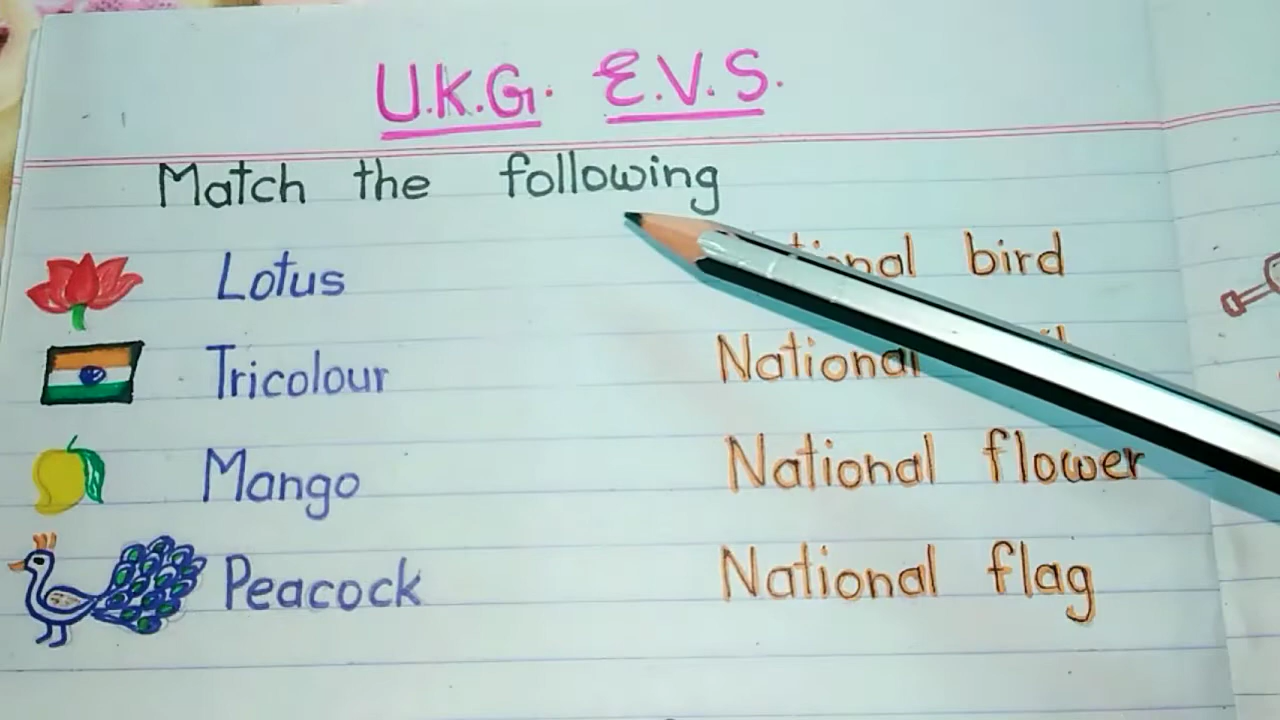 U.K.G. E.V.S.
Match the following
Lotus bird
Tricolour National
Mango National flower
Peacock National flag